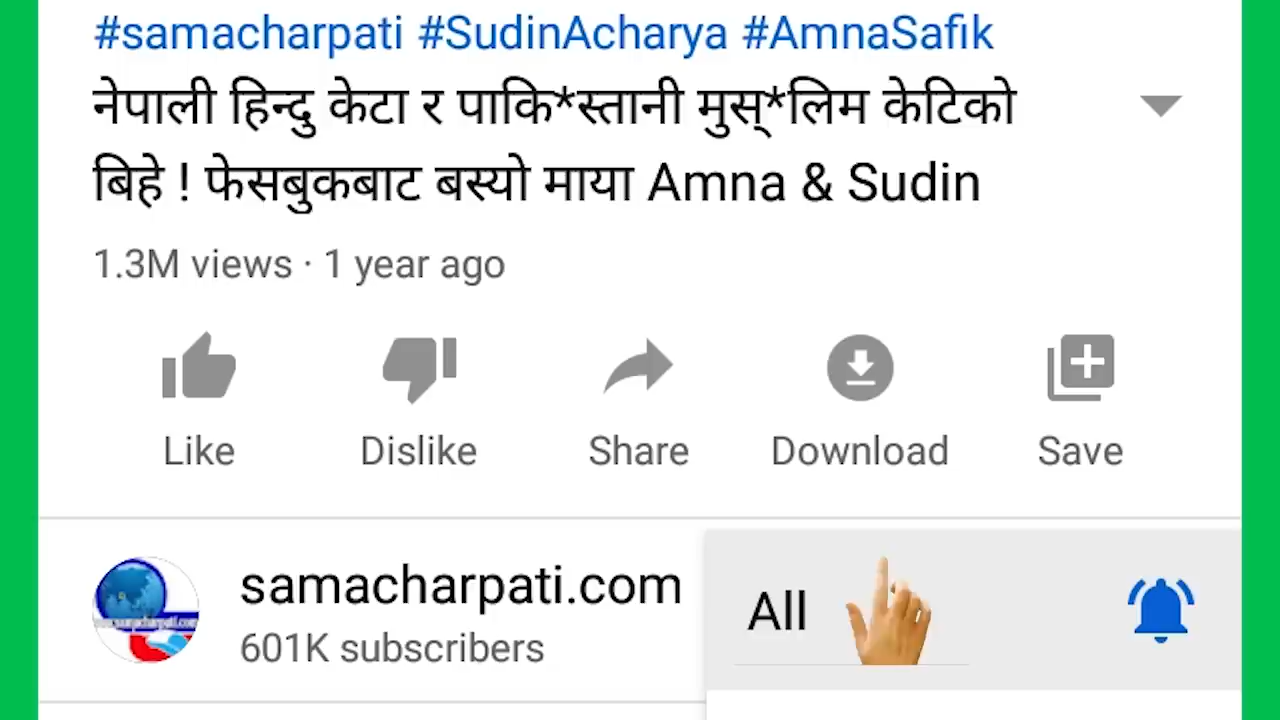 #samacharpati #SudinAcharya #AmnaSafik
नेपाली हिन्दु केटा र पाकि*स्तानी मुस्*लिम केटिको
बिहे ! फेसबुकबाट बस्यो माया Amna & Sudin
1.3M views · 1 year ago
Like Dislike Share Download Save
samacharpati.com
601K subscribers
All